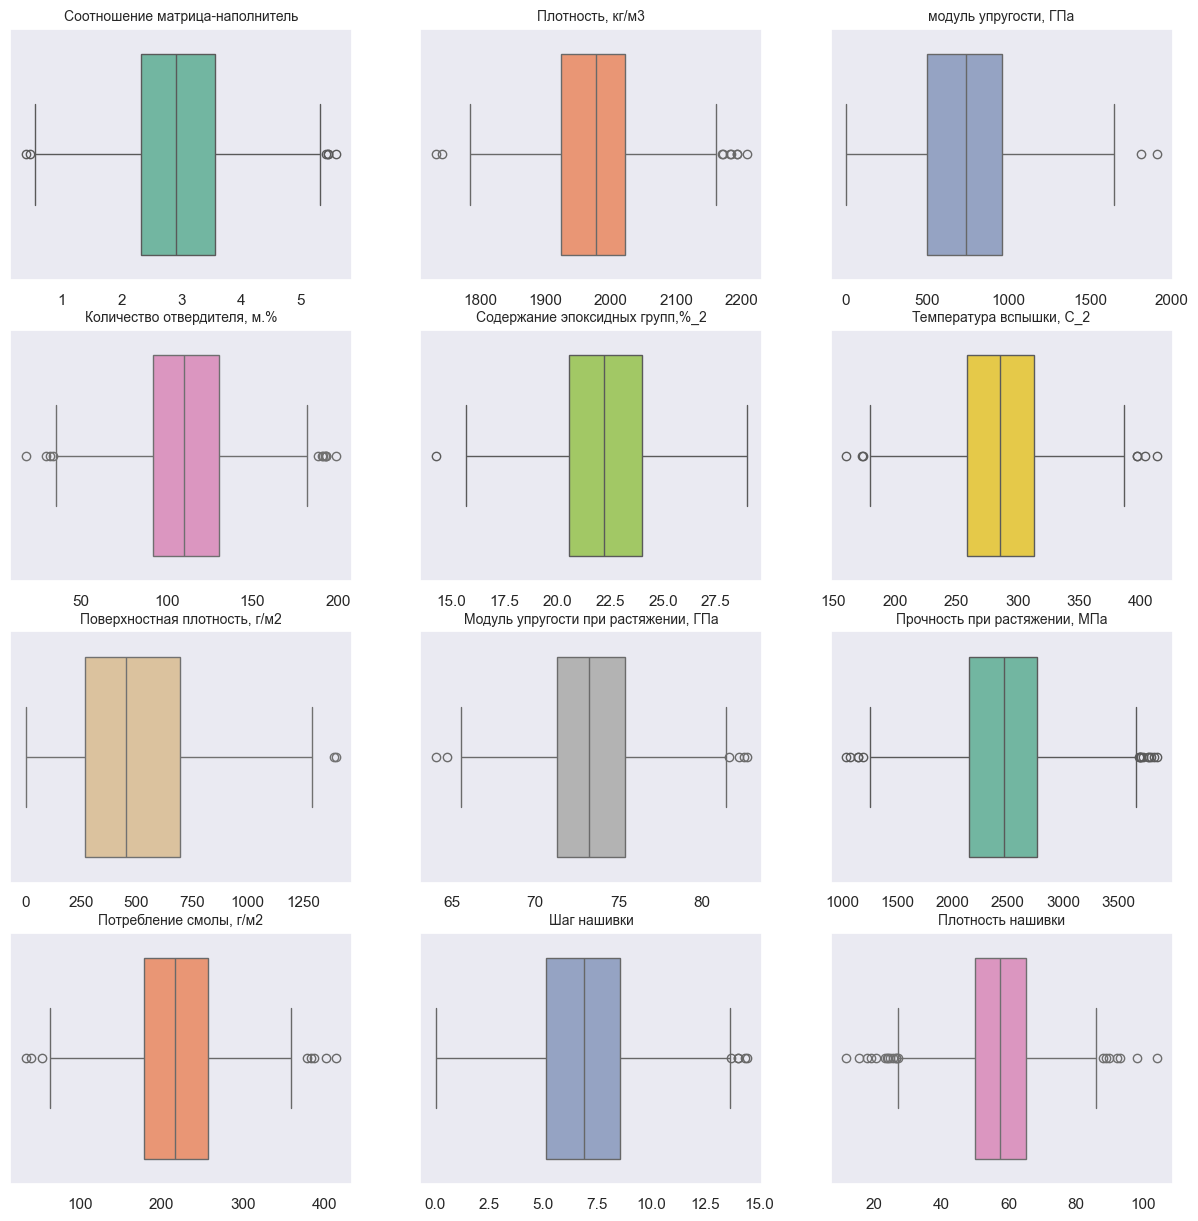 Соотношение матрица-наполнитель
Плотность, кг/м3
модуль упругости, ГПа
1 2 3 4 5
1800 1900 2000 2100 2200
0 500 1000 1500 2000
Количество отвердителя, м.%
Содержание эпоксидных групп,%_2
Температура вспышки, С_2
50 100 150 200
15.0 17.5 20.0 22.5 25.0 27.5
150 200 250 300 350 400
Поверхностная плотность, г/м2
Модуль упругости при растяжении, ГПа
Прочность при растяжении, МПа
0 250 500 750 1000 1250
65 70 75 80
1000 1500 2000 2500 3000 3500
Потребление смолы, г/м2
Шаг нашивки
Плотность нашивки
100 200 300 400
0.0 2.5 5.0 7.5 10.0 12.5 15.0
20 40 60 80 100